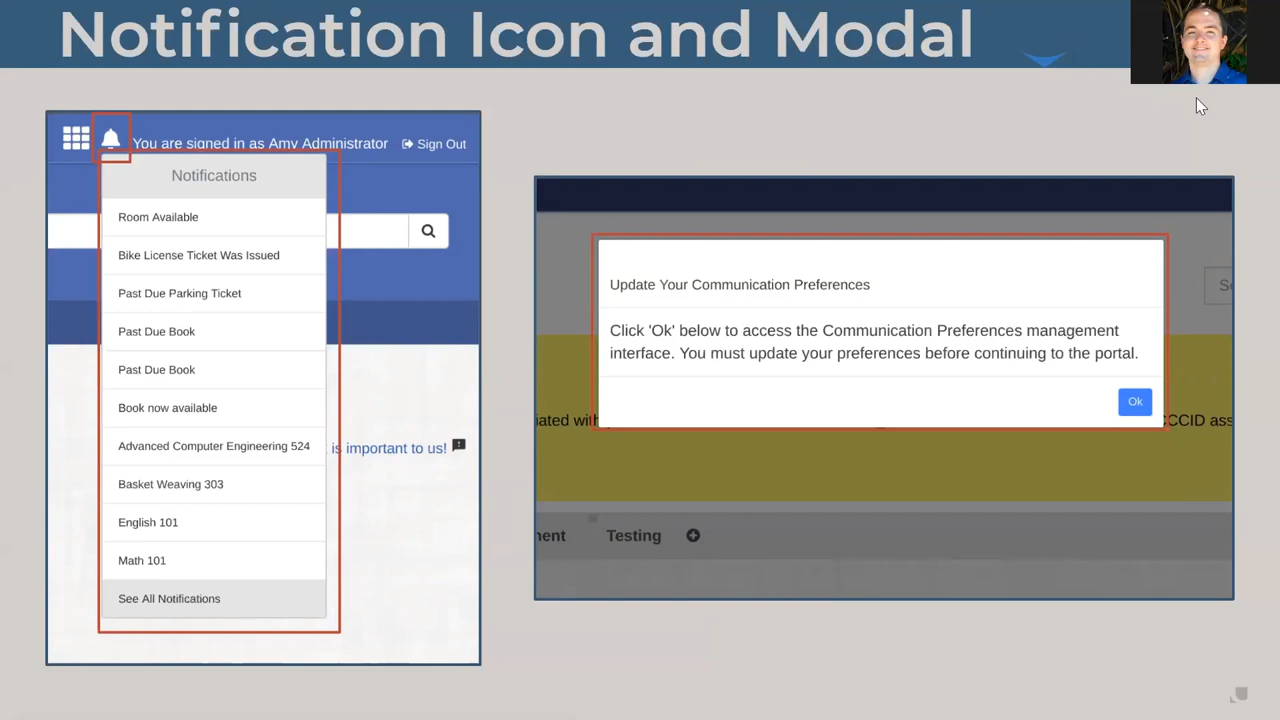 Notification Icon and Modal
You are signed in as Amy Administrator
Sign Out
Notifications
Room Available
Bike License Ticket Was Issued
Past Due Parking Ticket
Past Due Book
Past Due Book
Book now available
Advanced Computer Engineering 524
is important to us!
Basket Weaving 303
English 101
Math 101
See All Notifications
Update Your Communication Preferences
Click 'Ok' below to access the Communication Preferences management
interface. You must update your preferences before continuing to the portal.
Ok
Testing